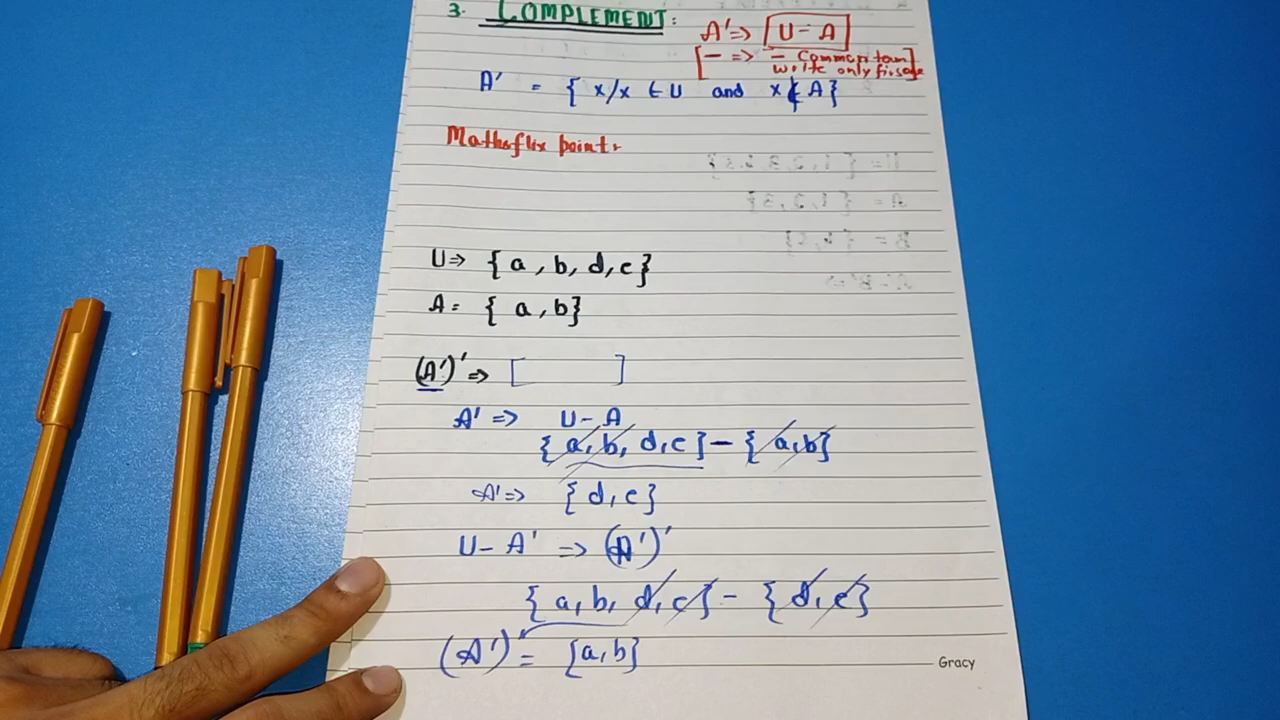 3. COMPLEMENT:
A' => U - A
[ - => - Common term
write only first set ]
A' = { x/x ∈ U and x ∉ A}
Mathsflix point:
U => {a, b, d, c}
A = {a, b}
(A')' => [ ]
A' => U - A
{a, b, d, c} - {a, b}
A' => {d, c}
U - A' => (A')'
{a, b, d, c} - {d, c}
(A')' = {a, b}
Gracy